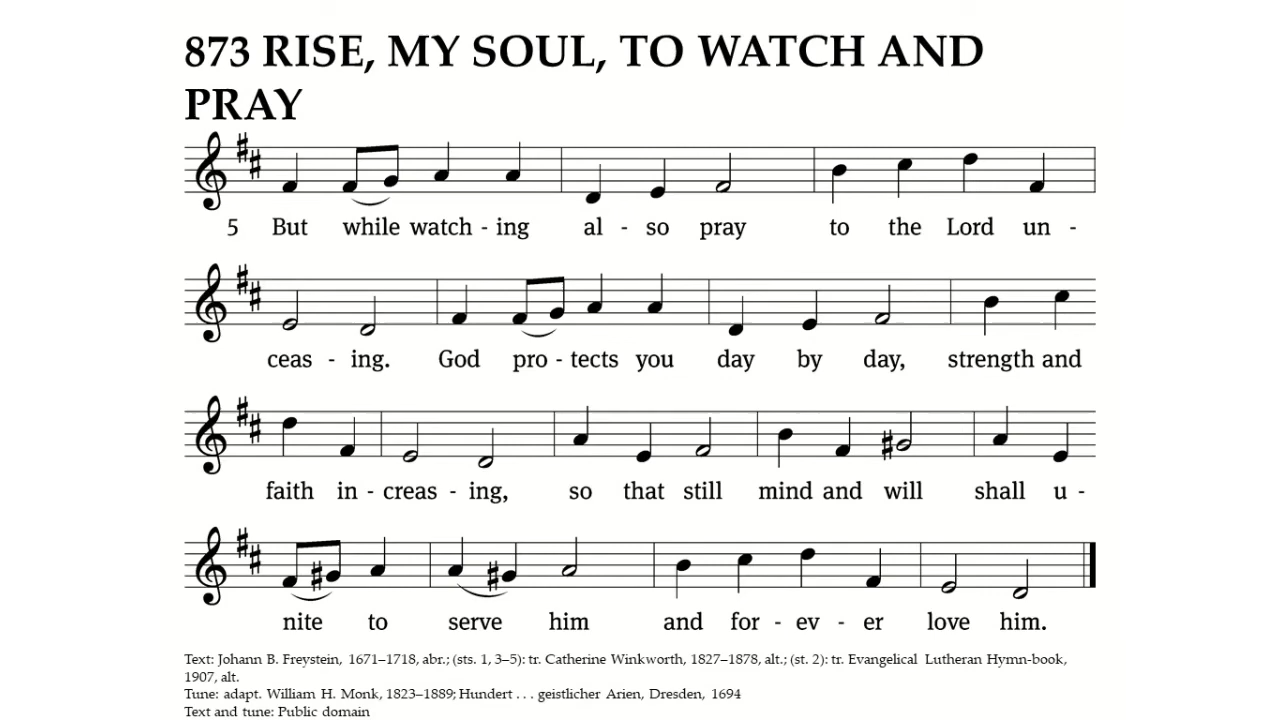 873 RISE, MY SOUL, TO WATCH AND
PRAY
5 But while watch - ing al - so pray to the Lord un -
ceas - ing. God pro - tects you day by day, strength and
faith in - creas - ing, so that still mind and will shall u -
nite to serve him and for - ev - er love him.
Text: Johann B. Freystein, 1671–1718, abr.; (sts. 1, 3–5): tr. Catherine Winkworth, 1827–1878, alt.; (st. 2): tr. Evangelical Lutheran Hymn-book,
1907, alt.
Tune: adapt. William H. Monk, 1823–1889; Hundert . . . geistlicher Arien, Dresden, 1694
Text and tune: Public domain